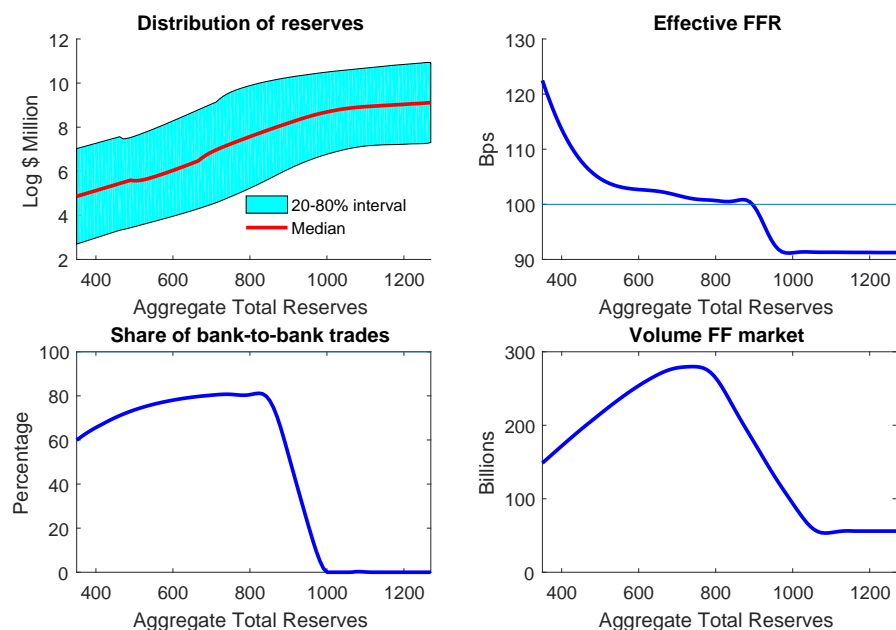 Distribution of reserves
12
10
8
6
4
2
Log $ Million
20-80% interval
Median
400 600 800 1000 1200
Aggregate Total Reserves
Effective FFR
130
120
110
100
90
Bps
400 600 800 1000 1200
Aggregate Total Reserves
Share of bank-to-bank trades
100
80
60
40
20
0
Percentage
400 600 800 1000 1200
Aggregate Total Reserves
Volume FF market
300
200
100
0
Billions
400 600 800 1000 1200
Aggregate Total Reserves